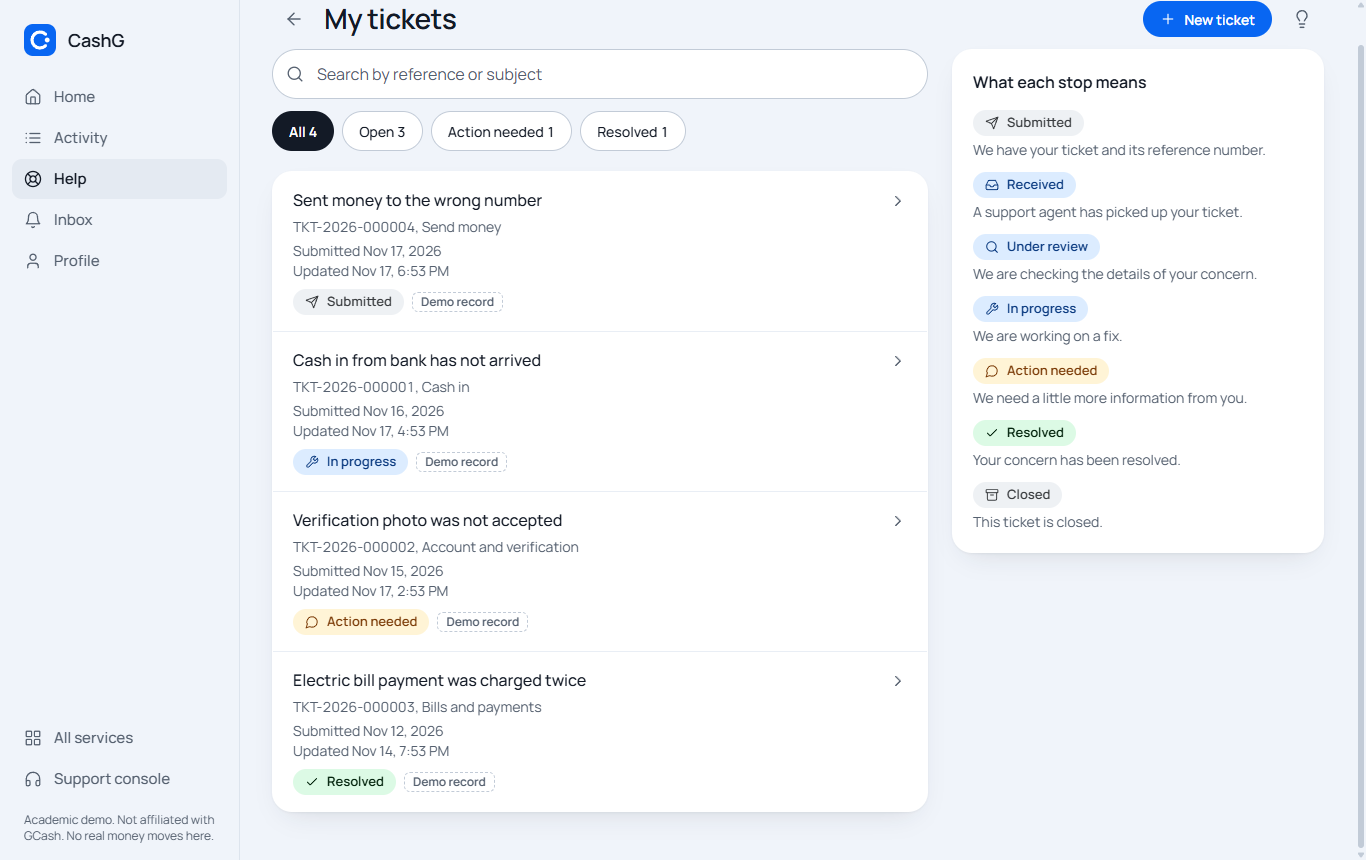 CashG
Home
Activity
Help
Inbox
Profile
All services
Support console
Academic demo. Not affiliated with
GCash. No real money moves here.
My tickets
New ticket
Search by reference or subject
All 4
Open 3
Action needed 1
Resolved 1
Sent money to the wrong number
TKT-2026-000004, Send money
Submitted Nov 17, 2026
Updated Nov 17, 6:53 PM
Submitted
Demo record
Cash in from bank has not arrived
TKT-2026-000001, Cash in
Submitted Nov 16, 2026
Updated Nov 17, 4:53 PM
In progress
Demo record
Verification photo was not accepted
TKT-2026-000002, Account and verification
Submitted Nov 15, 2026
Updated Nov 17, 2:53 PM
Action needed
Demo record
Electric bill payment was charged twice
TKT-2026-000003, Bills and payments
Submitted Nov 12, 2026
Updated Nov 14, 7:53 PM
Resolved
Demo record
What each stop means
Submitted
We have your ticket and its reference number.
Received
A support agent has picked up your ticket.
Under review
We are checking the details of your concern.
In progress
We are working on a fix.
Action needed
We need a little more information from you.
Resolved
Your concern has been resolved.
Closed
This ticket is closed.